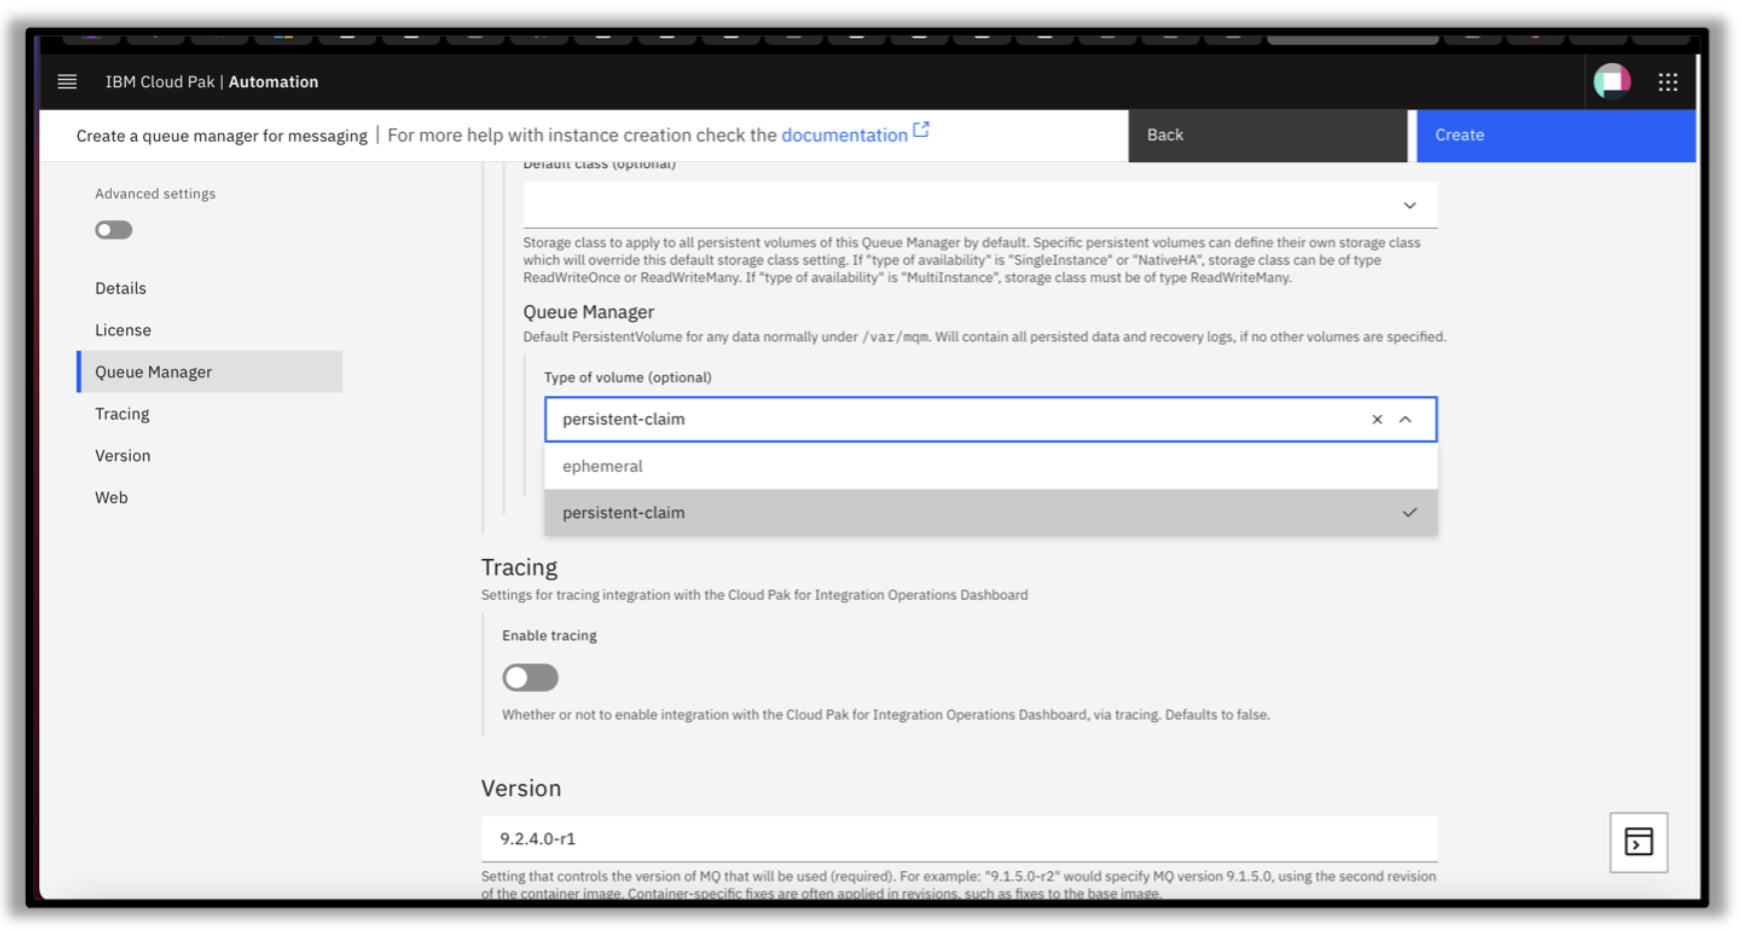 IBM Cloud Pak | Automation
Create a queue manager for messaging | For more help with instance creation check the documentation
Back
Create
Advanced settings
Details
License
Queue Manager
Tracing
Version
Web
Default class (optional)
Storage class to apply to all persistent volumes of this Queue Manager by default. Specific persistent volumes can define their own storage class
which will override this default storage class setting. If "type of availability" is "SingleInstance" or "NativeHA", storage class can be of type
ReadWriteOnce or ReadWriteMany. If "type of availability" is "MultiInstance", storage class must be of type ReadWriteMany.
Queue Manager
Default PersistentVolume for any data normally under /var/mqm. Will contain all persisted data and recovery logs, if no other volumes are specified.
Type of volume (optional)
persistent-claim
ephemeral
persistent-claim
Tracing
Settings for tracing integration with the Cloud Pak for Integration Operations Dashboard
Enable tracing
Whether or not to enable integration with the Cloud Pak for Integration Operations Dashboard, via tracing. Defaults to false.
Version
9.2.4.0-r1
Setting that controls the version of MQ that will be used (required). For example: "9.1.5.0-r2" would specify MQ version 9.1.5.0, using the second revision
of the container image. Container-specific fixes are often applied in revisions, such as fixes to the base image.